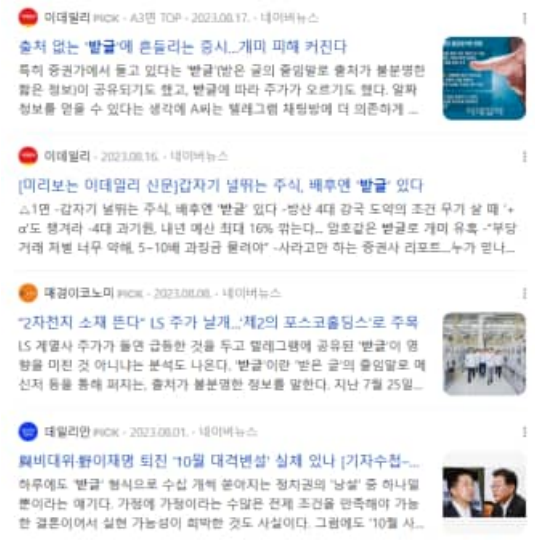 이데일리 PICK · A3면 TOP · 2023.08.17. · 네이버뉴스
출처 없는 '받글'에 흔들리는 증시...개미 피해 커진다
특히 증권가에서 돌고 있다는 '받글'(받은 글의 줄임말로 출처가 불분명한
짧은 정보)이 공유되기도 했고, 받글에 따라 주가가 오르기도 했다. 알짜
정보를 얻을 수 있다는 생각에 A씨는 텔레그램 채팅방에 더 의존하게 ...
이데일리 · 2023.08.16. · 네이버뉴스
[미리보는 이데일리 신문]갑자기 널뛰는 주식, 배후엔 '받글' 있다
△1면 -갑자기 널뛰는 주식, 배후엔 '받글' 있다 -방산 4대 강국 도약의 조건 무기 살 때 '+
α'도 챙겨라 -4대 과기원, 내년 예산 최대 16% 깎는다... 암호같은 받글로 개미 유혹 -"부당
거래 처벌 너무 약해, 5~10배 과징금 물려야" -사라고만 하는 증권사 리포트...누가 믿나...
매경이코노미 PICK · 2023.08.08. · 네이버뉴스
"2차전지 소재 뜬다" LS 주가 날개...'제2의 포스코홀딩스'로 주목
LS 계열사 주가가 돌연 급등한 것을 두고 텔레그램에 공유된 '받글'이 영
향을 미친 것 아니냐는 분석도 나온다. '받글'이란 '받은 글'의 줄임말로 메
신저 등을 통해 퍼지는, 출처가 불분명한 정보를 말한다. 지난 7월 25일...
데일리안 PICK · 2023.08.01. · 네이버뉴스
與비대위·野이재명 퇴진 '10월 대격변설' 실체 있나 [기자수첩-...
하루에도 '받글' 형식으로 수십 개씩 쏟아지는 정치권의 '낭설' 중 하나일
뿐이라는 얘기다. 가정에 가정이라는 수많은 전제 조건을 만족해야 가능
한 결론이어서 실현 가능성이 희박한 것도 사실이다. 그럼에도 '10월 사...